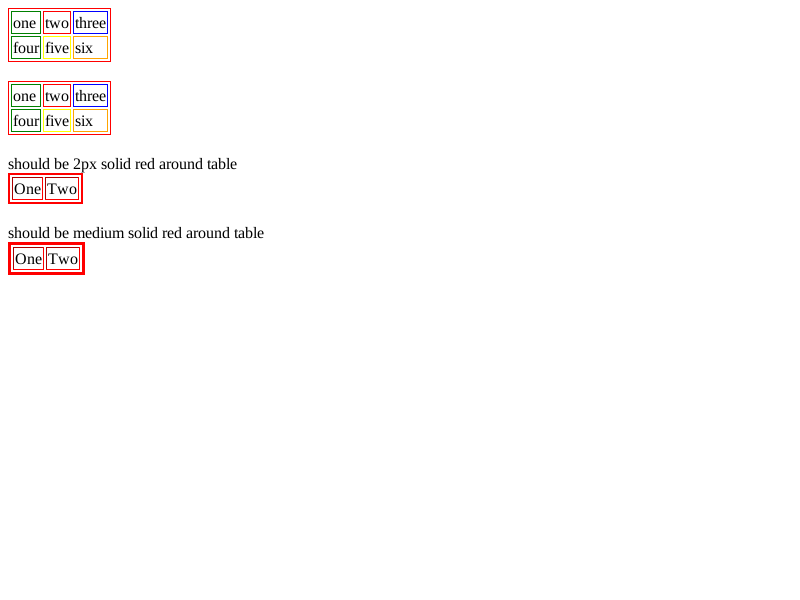 one two three
four five six
one two three
four five six
should be 2px solid red around table
One Two
should be medium solid red around table
One Two